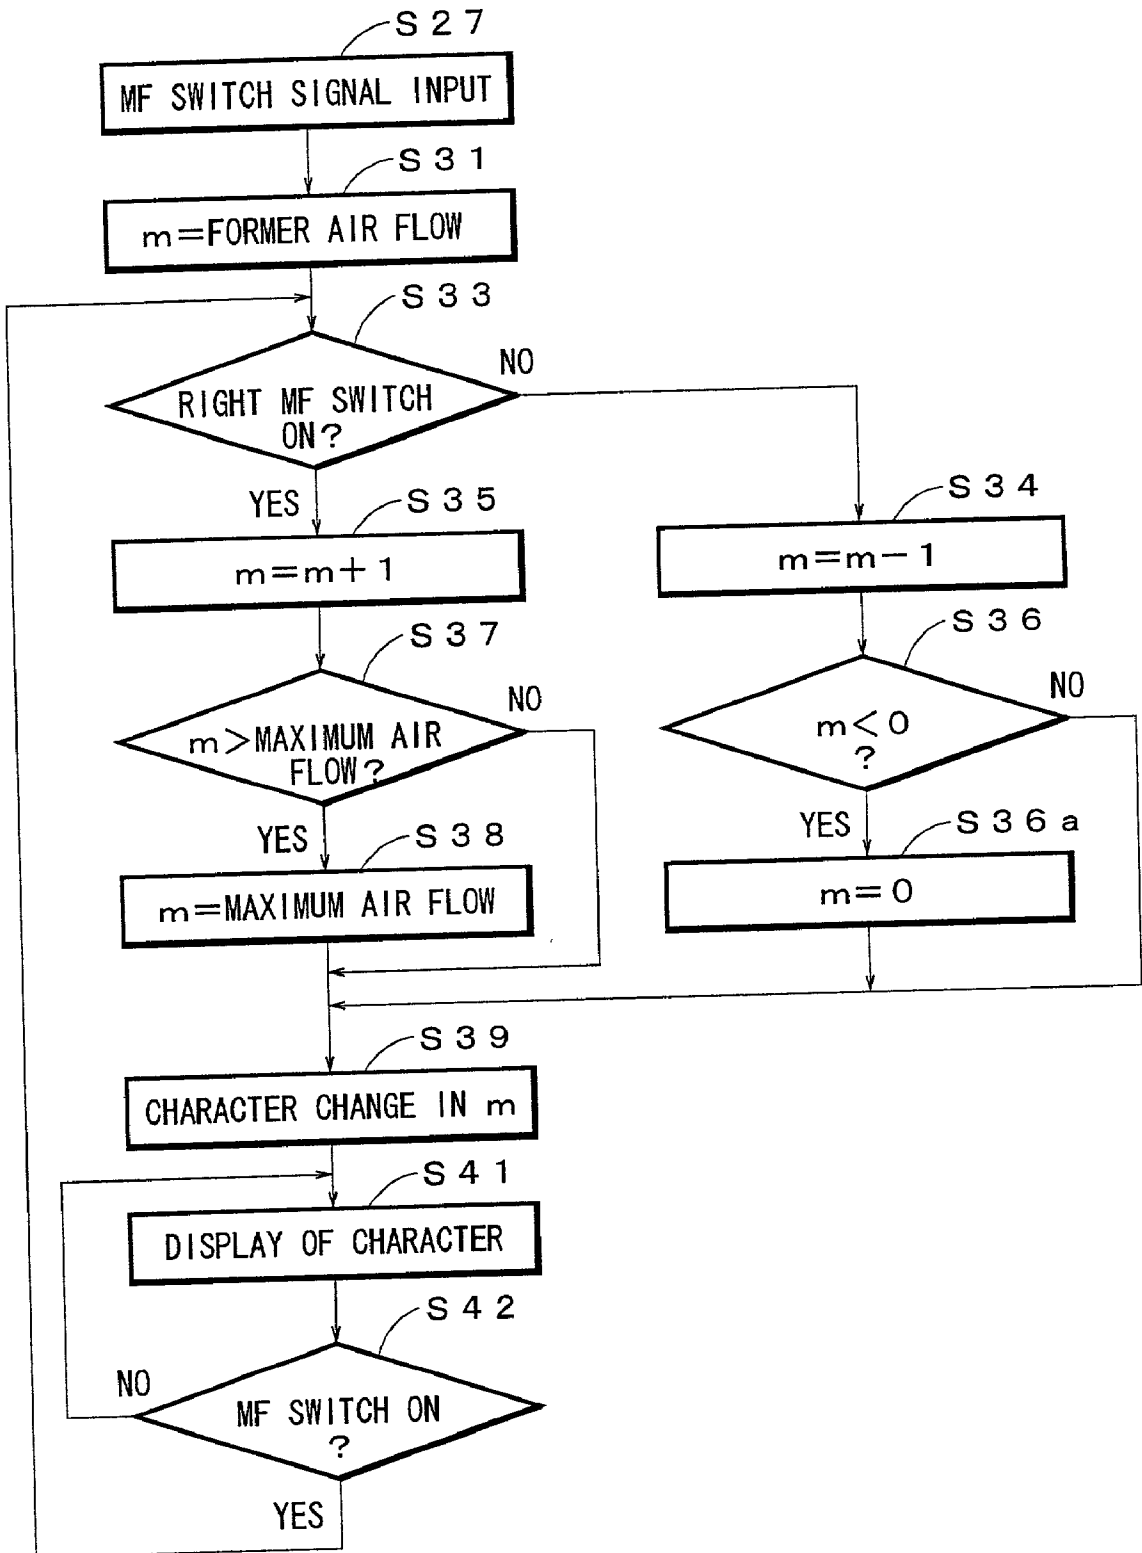 S27
MF SWITCH SIGNAL INPUT
S31
m=FORMER AIR FLOW
S33
NO
RIGHT MF SWITCH
ON?
YES
S35
m=m+1
S34
m=m-1
S37
NO
m>MAXIMUM AIR
FLOW?
YES
S38
m=MAXIMUM AIR FLOW
S36
NO
m<0
?
YES
S36a
m=0
S39
CHARACTER CHANGE IN m
S41
DISPLAY OF CHARACTER
S42
NO
MF SWITCH ON
?
YES